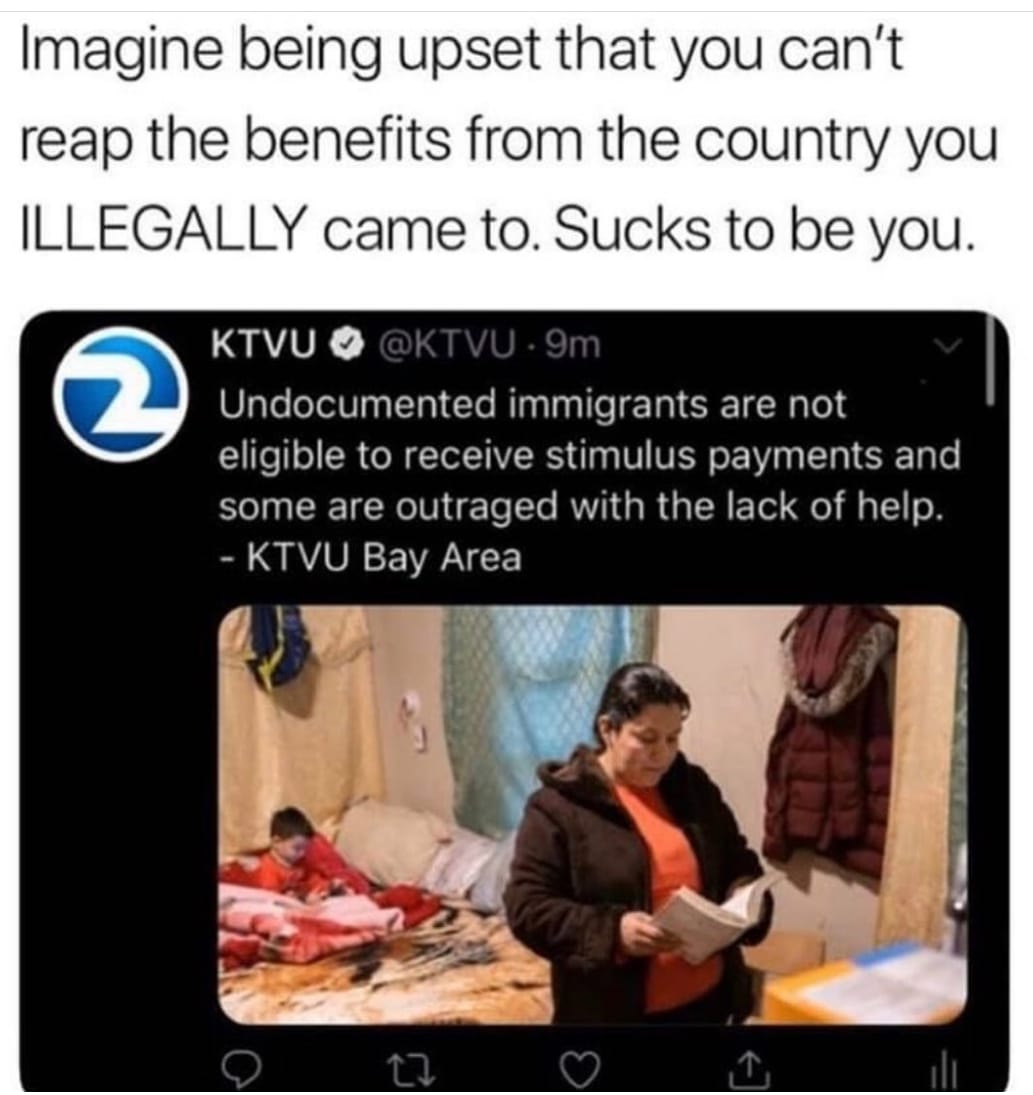 Imagine being upset that you can't
reap the benefits from the country you
ILLEGALLY came to. Sucks to be you.
2
KTVU @KTVU · 9m
Undocumented immigrants are not
eligible to receive stimulus payments and
some are outraged with the lack of help.
- KTVU Bay Area